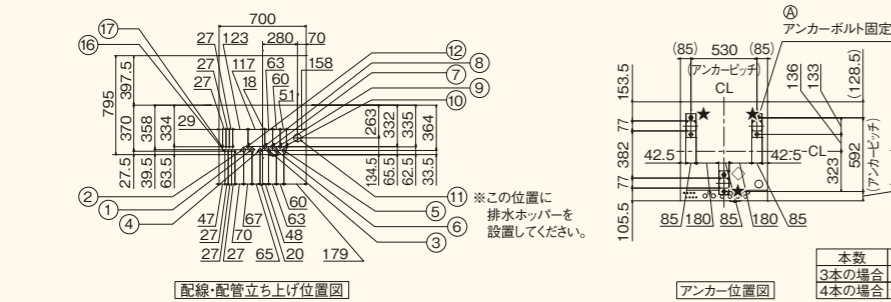 700
27 123 280 70
⑰
⑯
27 117 63 158
27 18 60
51
⑫
⑧
⑦
⑨
⑩
795
397.5
370
358
334
29
263
332
335
364
27.5
39.5
63.5
134.5
65.5
62.5
33.5
②
①
④
⑪
⑤
⑥
③
47 67 60
27 70 63
48
27 27 65 20 179
※この位置に
排水ホッパーを
設置してください。
配線・配管立ち上げ位置図
Ⓐ
アンカーボルト固定
(85) 530 (85)
(アンカーピッチ)
CL
153.5
77
382
77
105.5
136
133
(128.5)
★ ★
42.5 42.5 CL
323
592
(アンカーピッチ)
★
85 180 85 180 85
アンカー位置図
本数
3本の場合
4本の場合